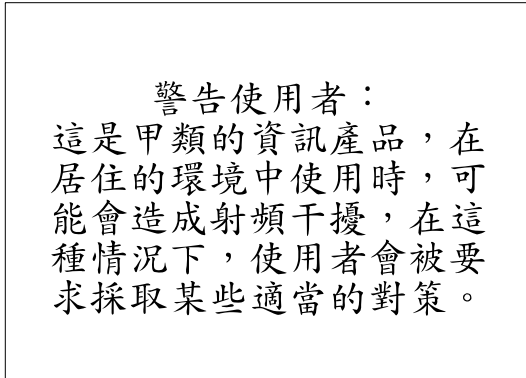 警告使用者：
這是甲類的資訊產品，在
居住的環境中使用時，可
能會造成射頻干擾，在這
種情況下，使用者會被要
求採取某些適當的對策。